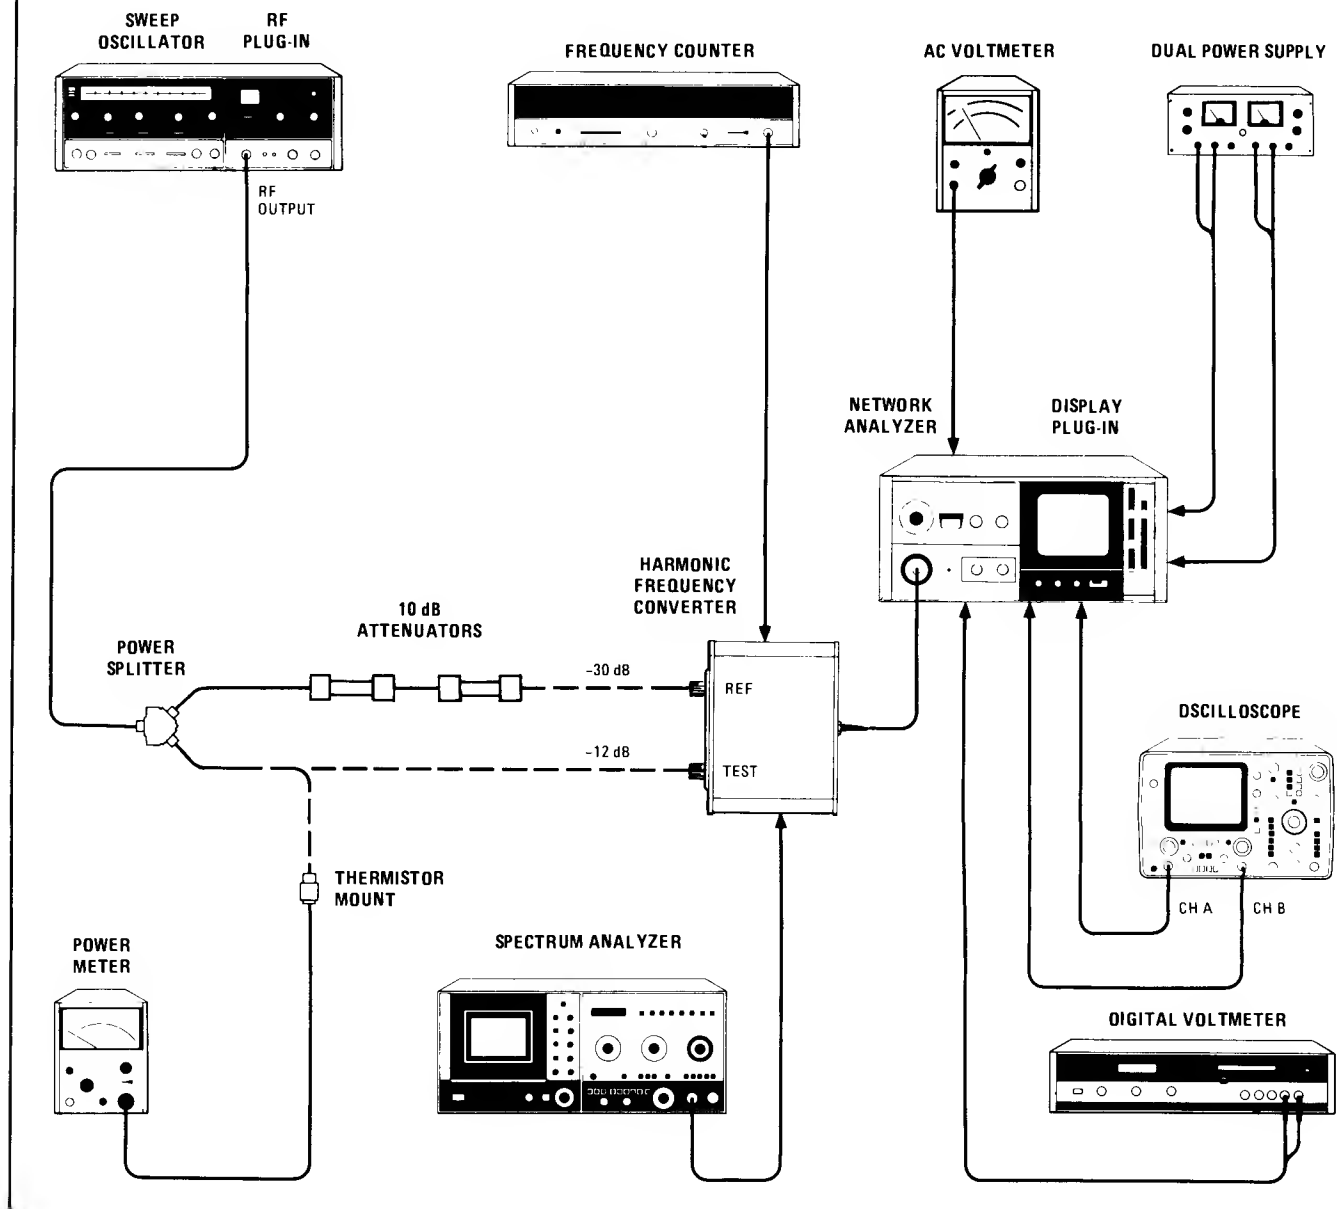 SWEEP
OSCILLATOR
RF
PLUG-IN
FREQUENCY COUNTER
AC VOLTMETER
DUAL POWER SUPPLY
RF
OUTPUT
NETWORK
ANALYZER
DISPLAY
PLUG-IN
HARMONIC
FREQUENCY
CONVERTER
10 dB
ATTENUATORS
POWER
SPLITTER
-30 dB
REF
-12 dB
TEST
DSCILLOSCOPE
CH A
CH B
THERMISTOR
MOUNT
POWER
METER
SPECTRUM ANALYZER
DIGITAL VOLTMETER